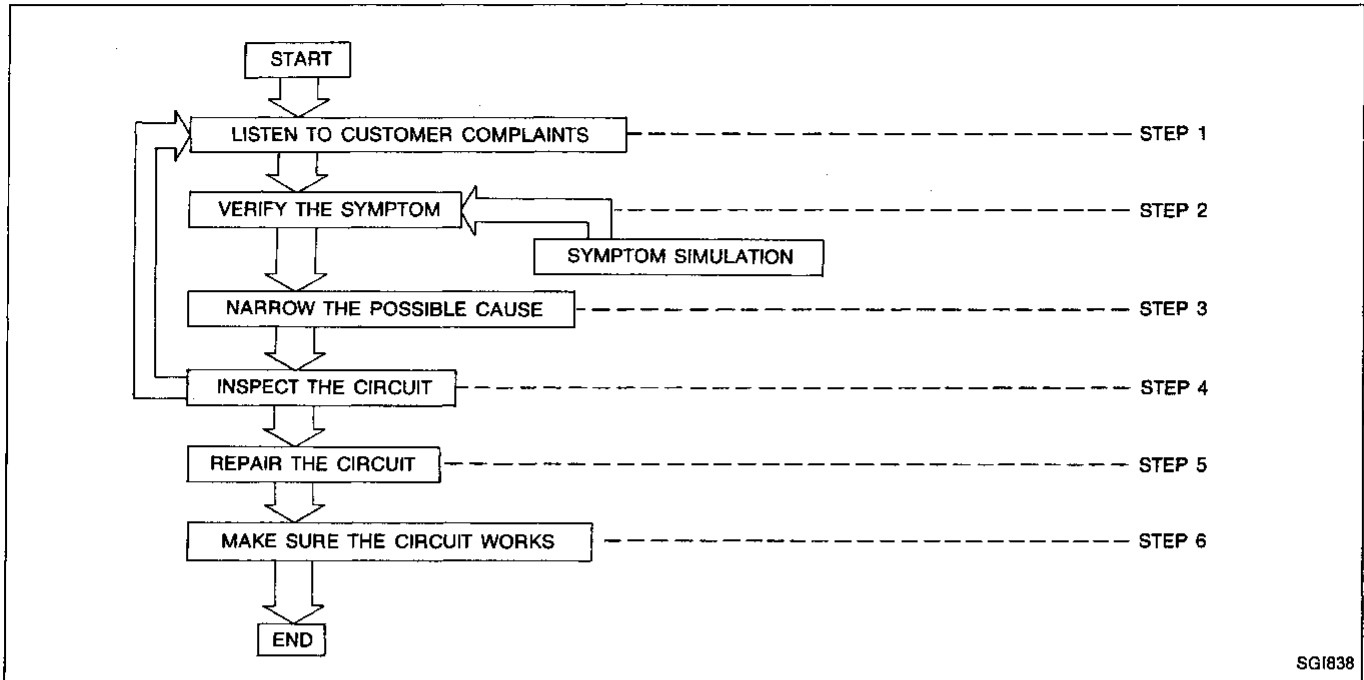 START
LISTEN TO CUSTOMER COMPLAINTS STEP 1
VERIFY THE SYMPTOM STEP 2
SYMPTOM SIMULATION
NARROW THE POSSIBLE CAUSE STEP 3
INSPECT THE CIRCUIT STEP 4
REPAIR THE CIRCUIT STEP 5
MAKE SURE THE CIRCUIT WORKS STEP 6
END
SGI838